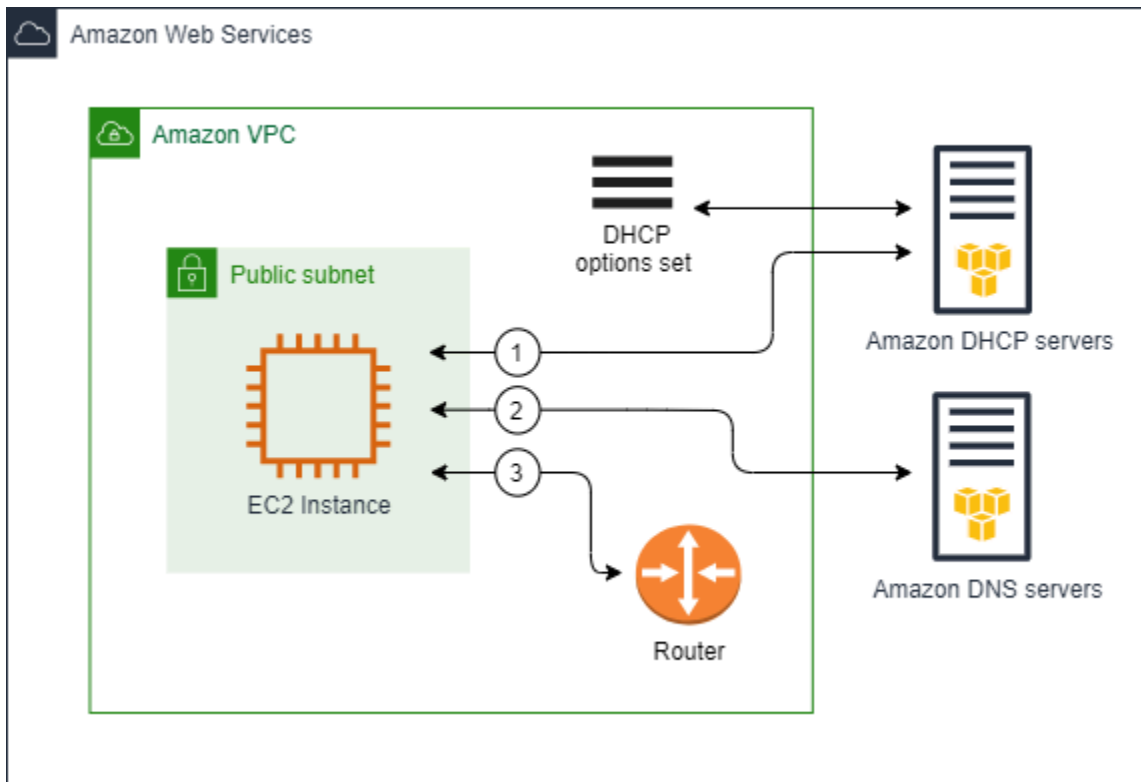 Amazon Web Services
Amazon VPC
DHCP
options set
Public subnet
1
Amazon DHCP servers
2
3
EC2 Instance
Amazon DNS servers
Router